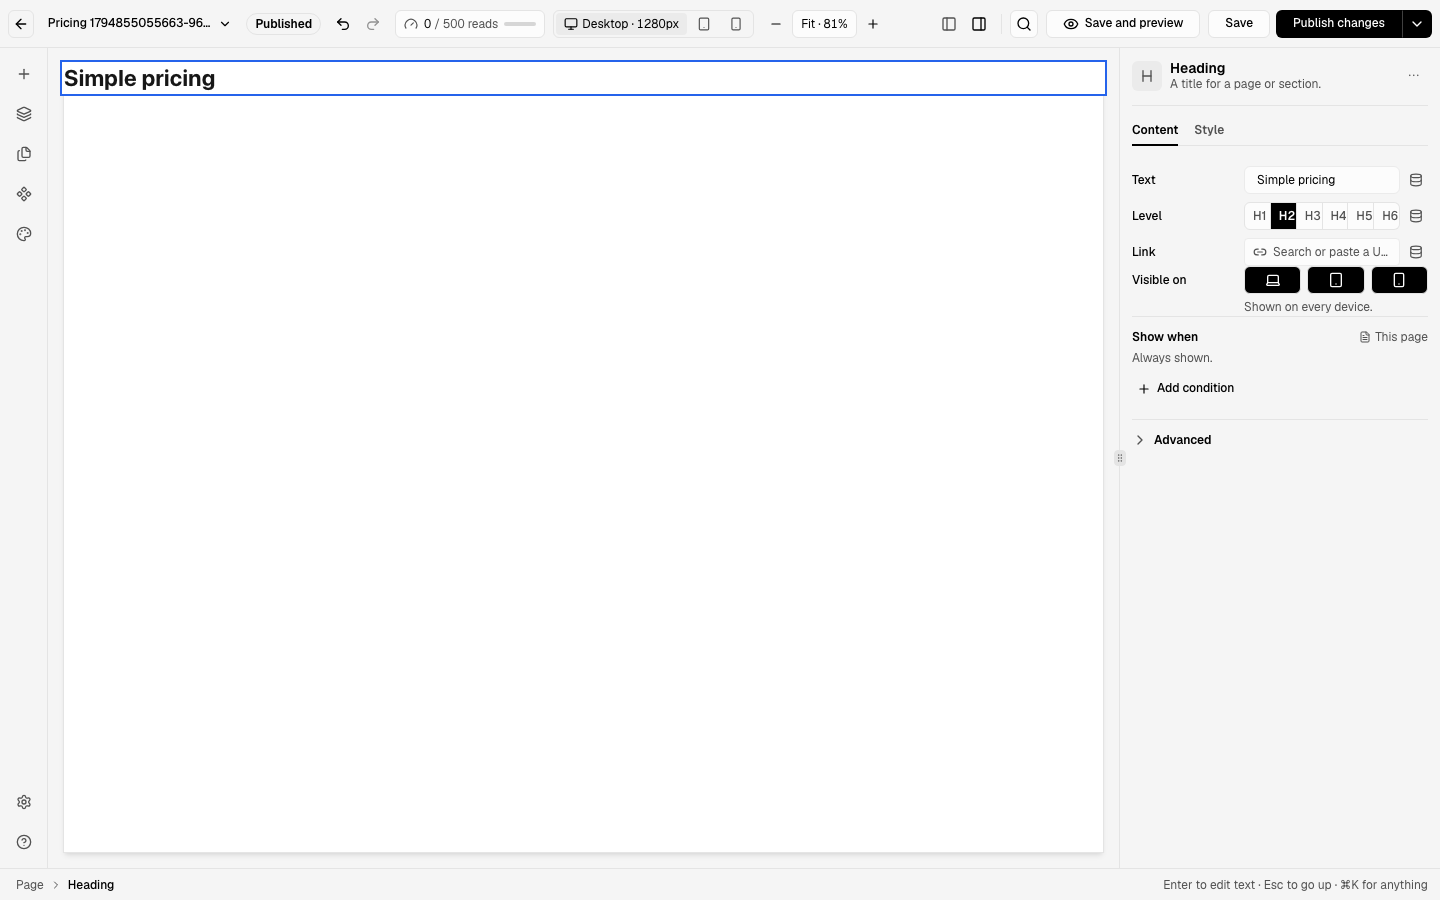 Pricing 1794855055663-96...
Published
0 / 500 reads
Desktop · 1280px
Fit · 81%
Save and preview
Save
Publish changes
Simple pricing
H
Heading
A title for a page or section.
Content
Style
Text
Simple pricing
Level
H1 H2 H3 H4 H5 H6
Link
Search or paste a U...
Visible on
Shown on every device.
Show when
This page
Always shown.
Add condition
Advanced
Page
Heading
Enter to edit text · Esc to go up · ⌘K for anything